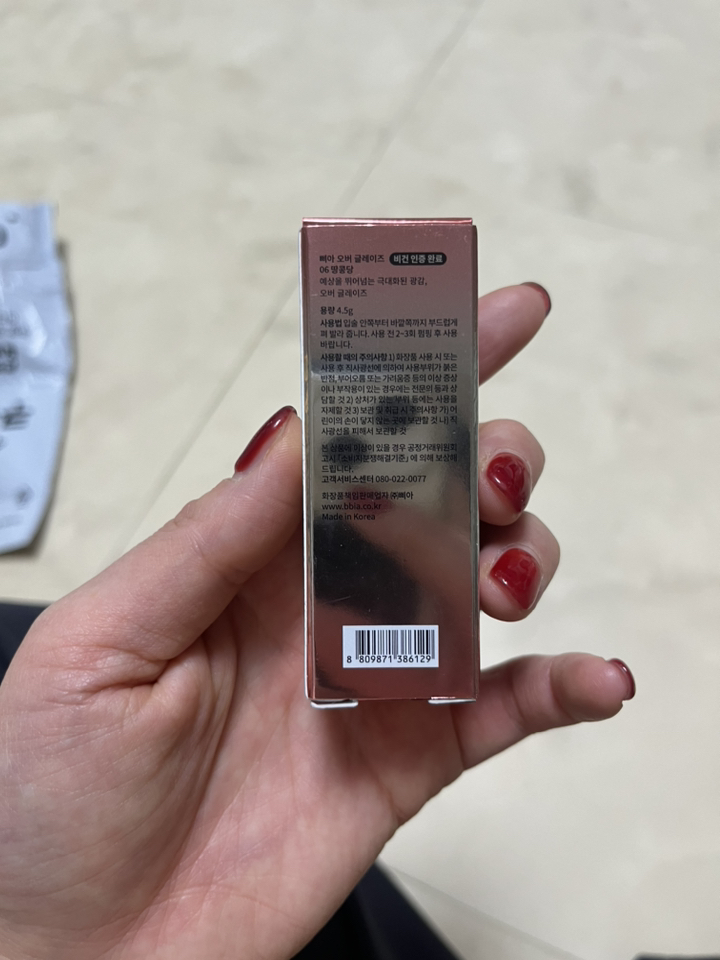 삐아 오버 글레이즈 비건 인증 완료
06 땡콜당
예상을 뛰어넘는 극대화된 광감,
오버 글레이즈
용량 4.5g
사용법 입술 안쪽부터 바깥쪽까지 부드럽게
펴 발라 줍니다. 사용 전 2~3회 펌핑 후 사용
바랍니다.
사용할 때의 주의사항 1) 화장품 사용 시 또는
사용 후 직사광선에 의하여 사용부위가 붉은
반점, 부어오름 또는 가려움증 등의 이상 증상
이나 부작용이 있는 경우에는 전문의 등과 상
담할 것 2) 상처가 있는 부위 등에는 사용을
자제할 것 3) 보관 및 취급 시 주의사항 가) 어
린이의 손이 닿지 않는 곳에 보관할 것 나) 직
사광선을 피해서 보관할 것
본 상품에 이상이 있을 경우 공정거래위원회
고시「소비자분쟁해결기준」에 의해 보상해
드립니다.
고객서비스센터 080-022-0077
화장품책임판매업자 ㈜삐아
www.bbia.co.kr
Made in Korea
8 809871 386129